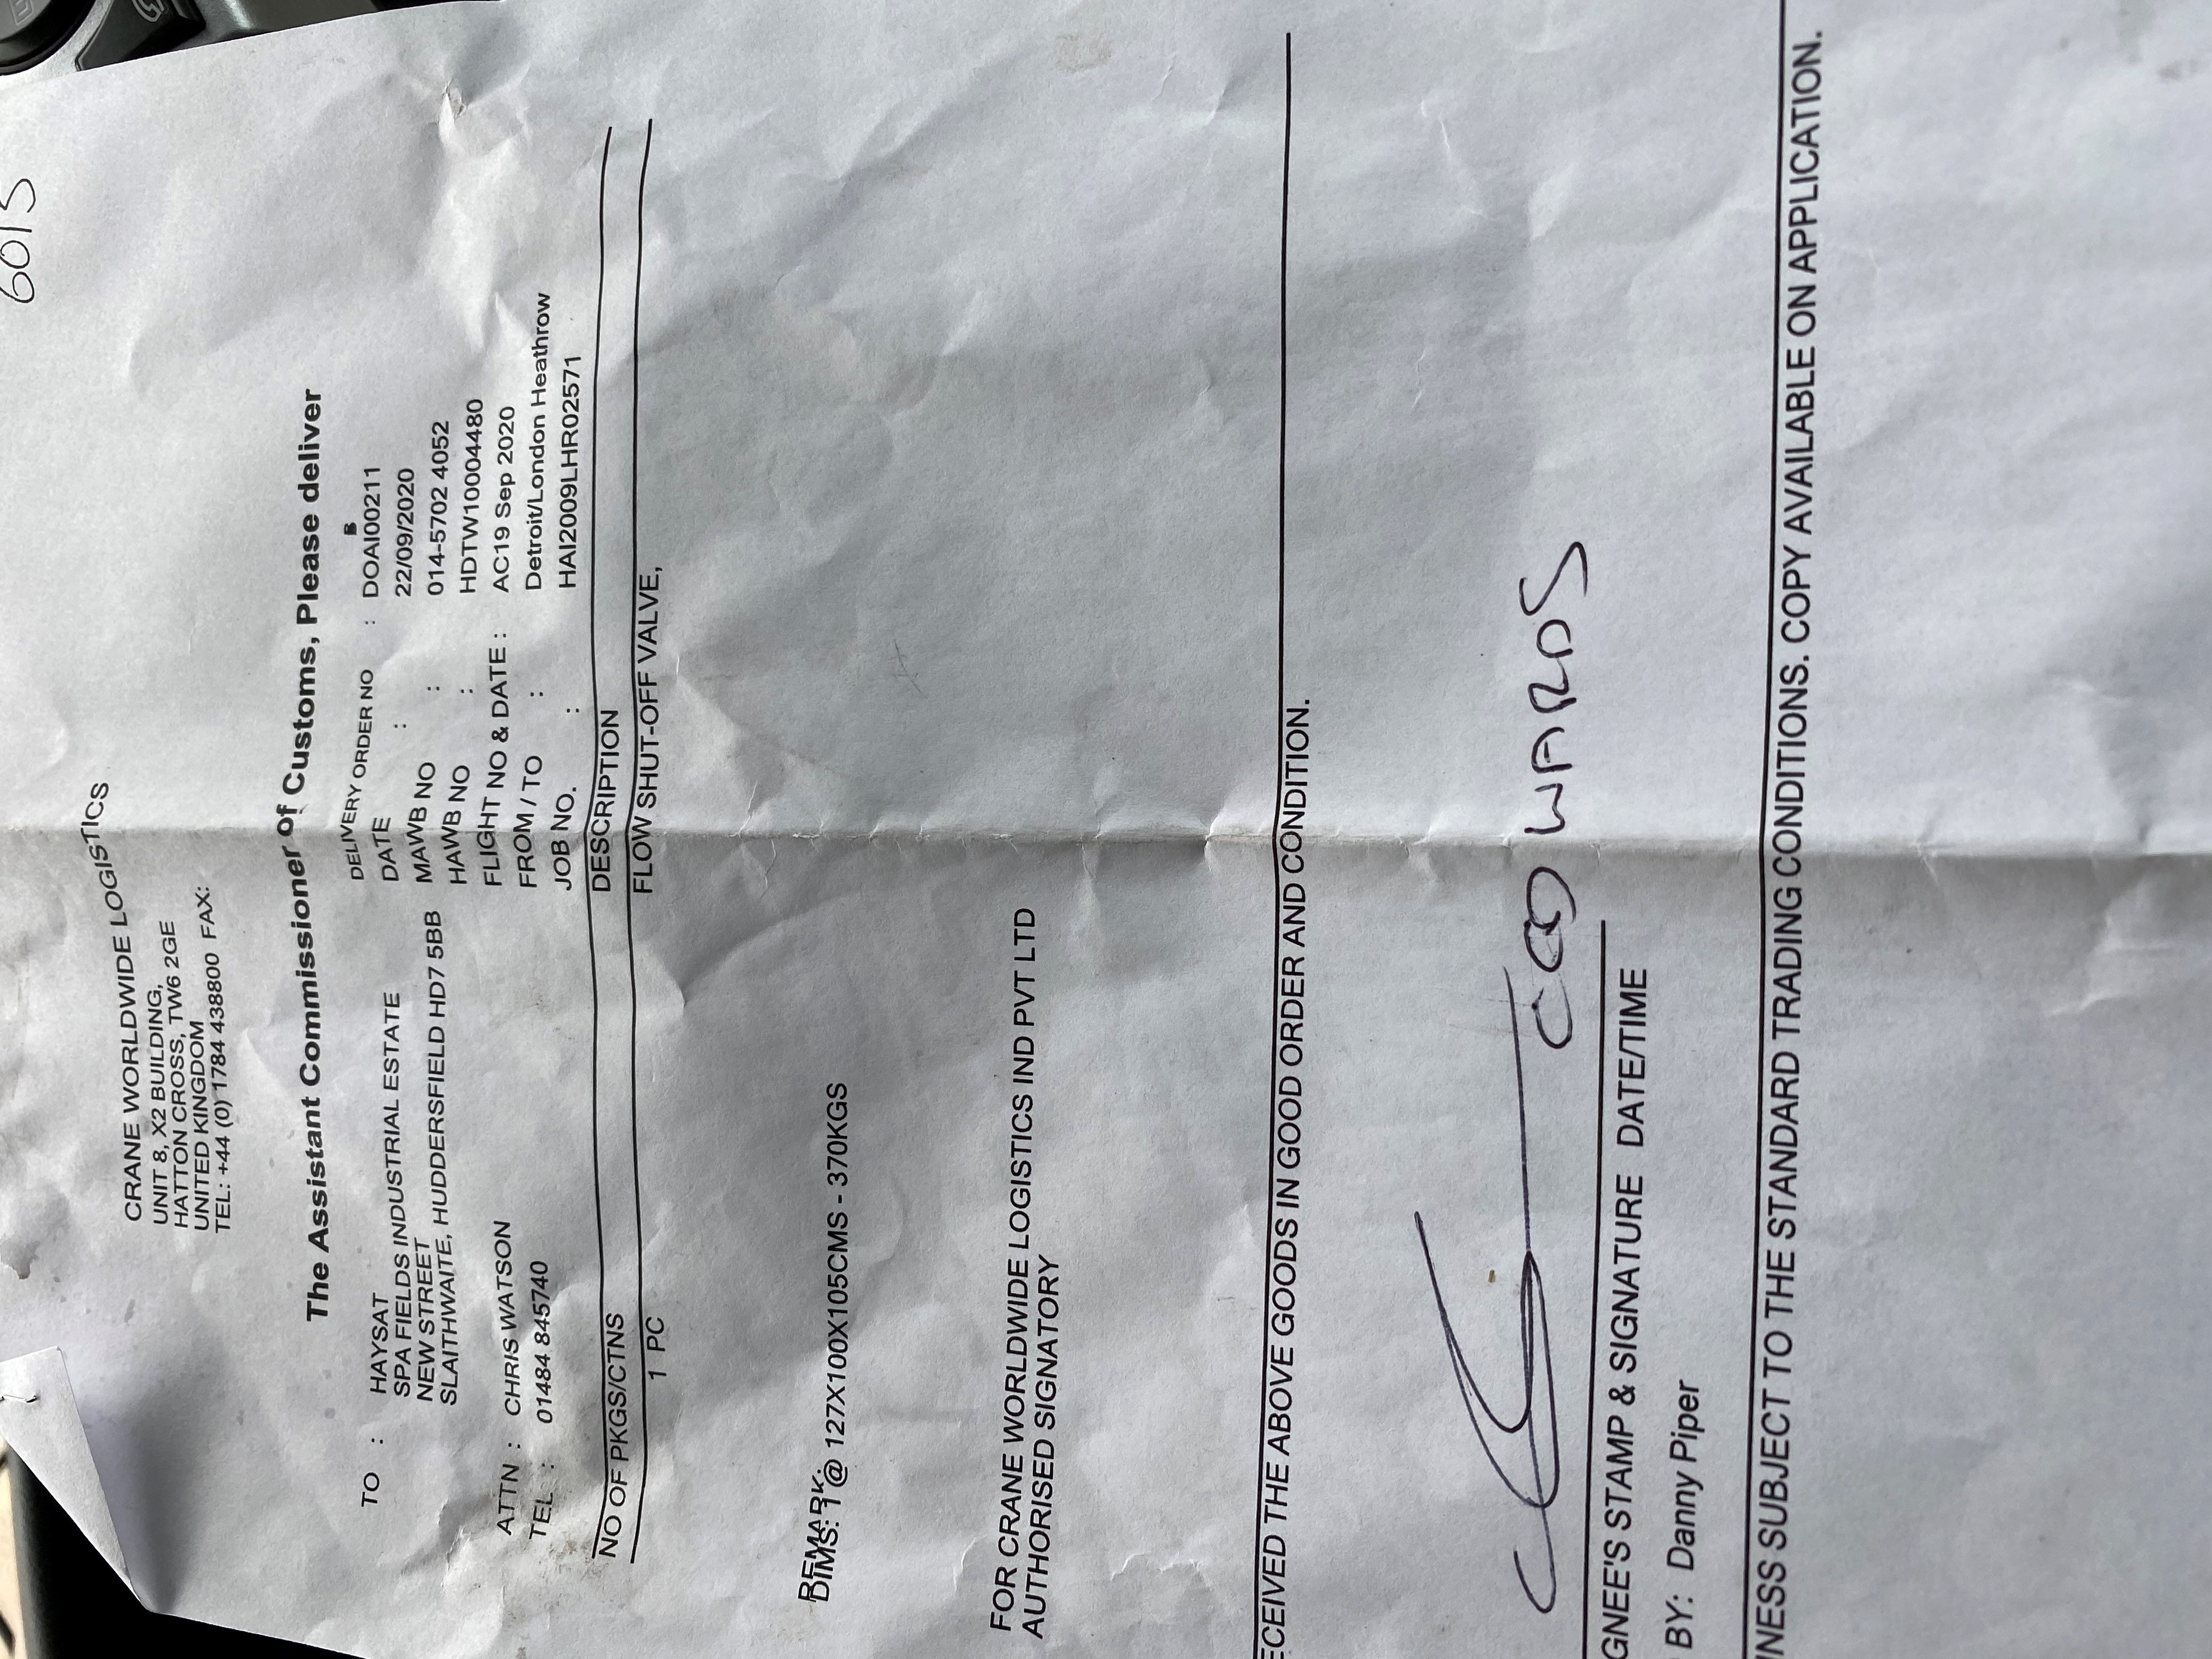 6015
CRANE WORLDWIDE LOGISTICS
UNIT 8, X2 BUILDING,
HATTON CROSS, TW6 2GE
UNITED KINGDOM
TEL: +44 (0) 1784 438800 FAX:
The Assistant Commissioner of Customs, Please deliver
TO : HAYSAT
SPA FIELDS INDUSTRIAL ESTATE
NEW STREET
SLAITHWAITE, HUDDERSFIELD HD7 5BB
ATTN : CHRIS WATSON
TEL : 01484 845740
B
DELIVERY ORDER NO : DOAI00211
DATE : 22/09/2020
MAWB NO : 014-5702 4052
HAWB NO : HDTW10004480
FLIGHT NO & DATE : AC19 Sep 2020
FROM / TO : Detroit/London Heathrow
JOB NO. : HAI2009LHR02571
NO OF PKGS/CTNS DESCRIPTION
1 PC FLOW SHUT-OFF VALVE,
REMARK:
DIMS: 1 @ 127X100X105CMS - 370KGS
FOR CRANE WORLDWIDE LOGISTICS IND PVT LTD
AUTHORISED SIGNATORY
ECEIVED THE ABOVE GOODS IN GOOD ORDER AND CONDITION.
GNEE'S STAMP & SIGNATURE DATE/TIME
BY: Danny Piper
INESS SUBJECT TO THE STANDARD TRADING CONDITIONS. COPY AVAILABLE ON APPLICATION.